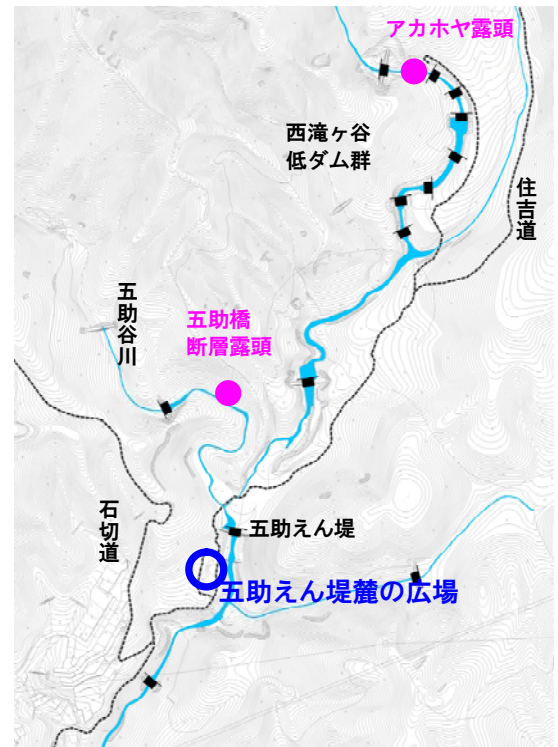 アカホヤ露頭
西滝ヶ谷
低ダム群
住吉道
五助谷川
五助橋
断層露頭
石切道
五助えん堤
五助えん堤麓の広場